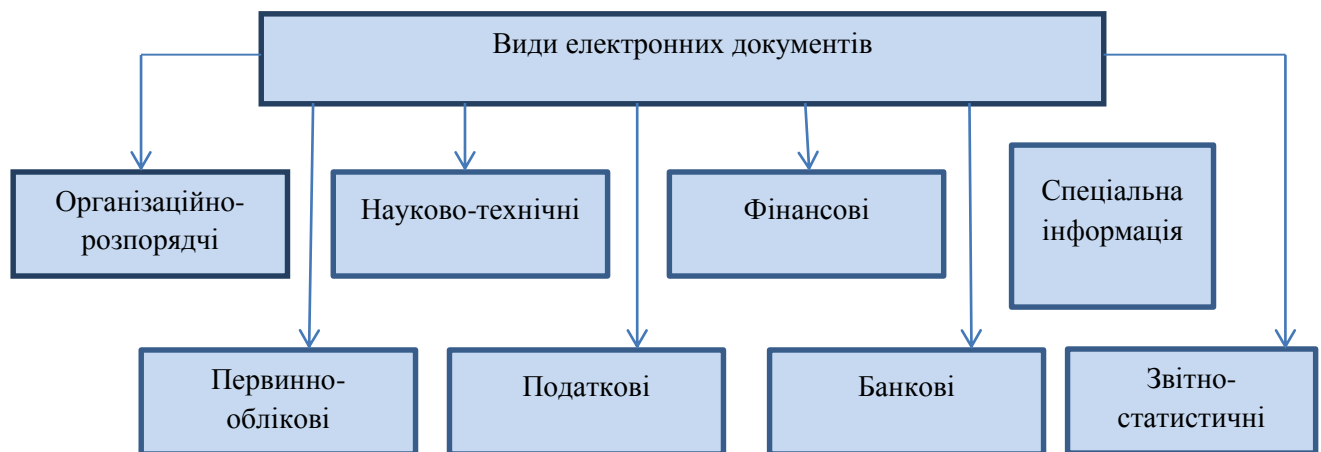 Види електронних документів
Організаційно-
розпорядчі
Науково-технічні
Фінансові
Спеціальна
інформація
Первинно-
облікові
Податкові
Банкові
Звітно-
статистичні